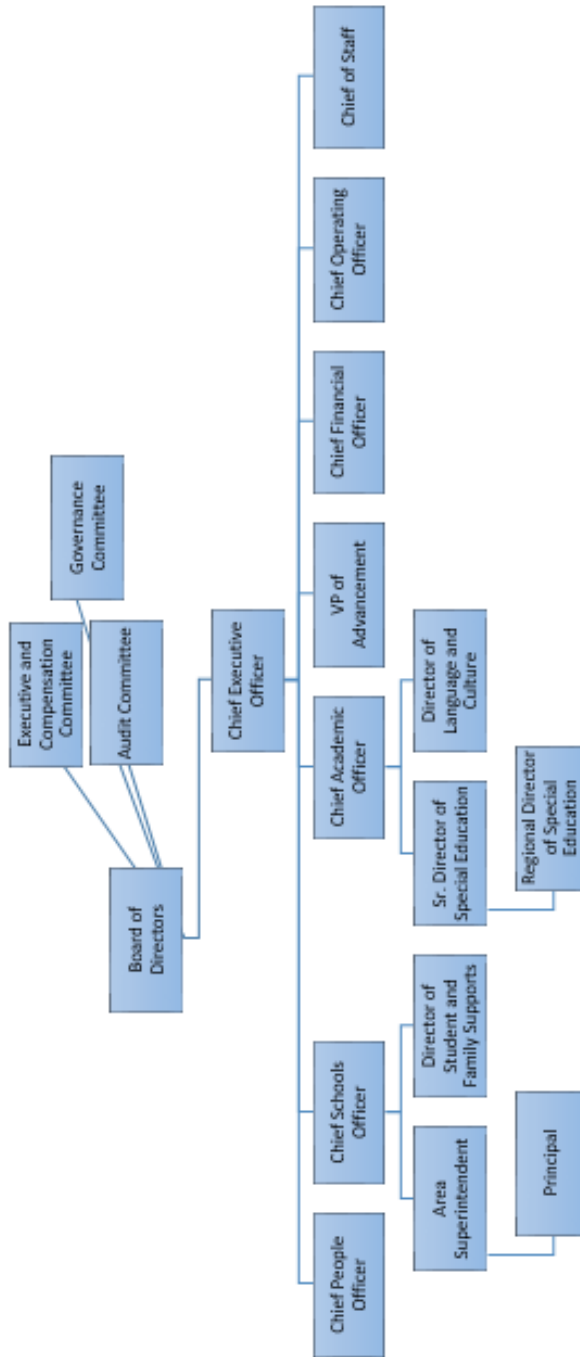 Executive and
Compensation
Committee
Governance
Committee
Audit Committee
Board of
Directors
Chief Executive
Officer
Chief People
Officer
Chief Schools
Officer
Chief Academic
Officer
VP of
Advancement
Chief Financial
Officer
Chief Operating
Officer
Chief of Staff
Area
Superintendent
Director of
Student and
Family Supports
Sr. Director of
Special Education
Director of
Language and
Culture
Principal
Regional Director
of Special
Education